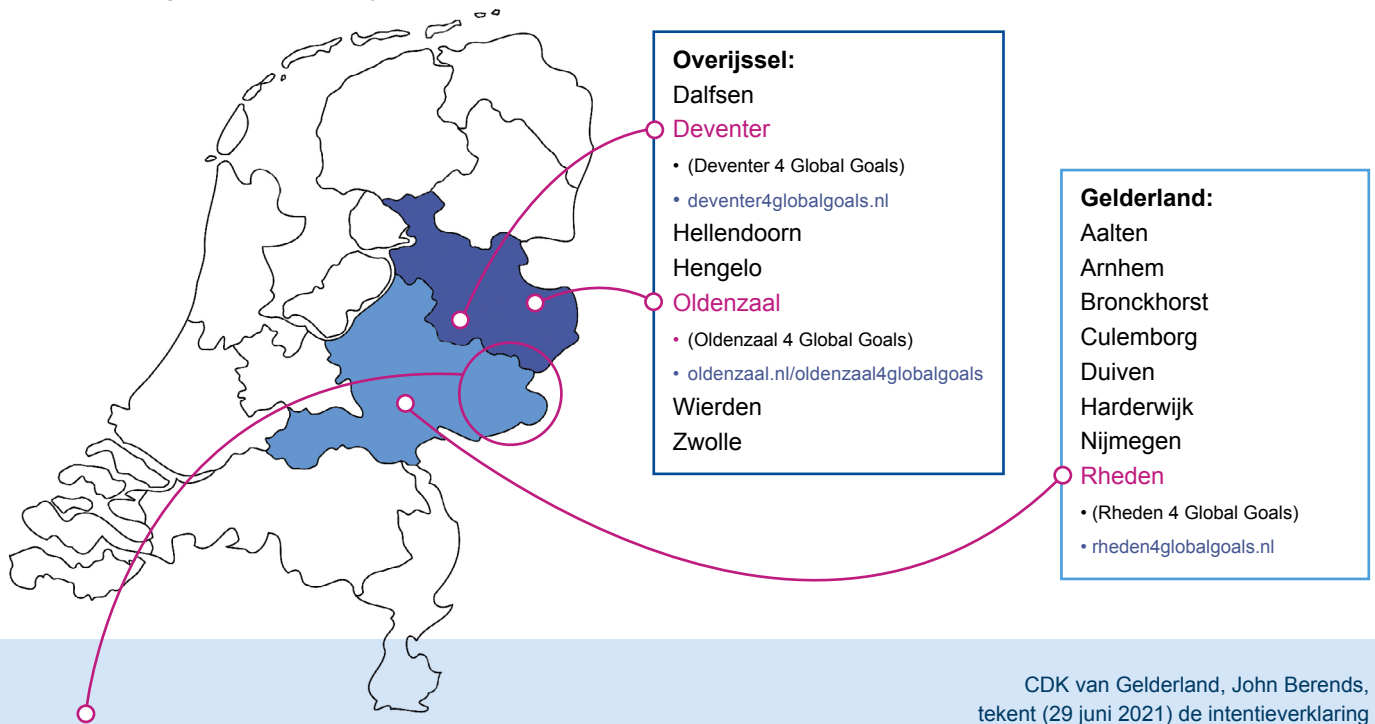 Overijssel:
Dalfsen
Deventer
• (Deventer 4 Global Goals)
• deventer4globalgoals.nl
Hellendoorn
Hengelo
Oldenzaal
• (Oldenzaal 4 Global Goals)
• oldenzaal.nl/oldenzaal4globalgoals
Wierden
Zwolle
Gelderland:
Aalten
Arnhem
Bronckhorst
Culemborg
Duiven
Harderwijk
Nijmegen
Rheden
• (Rheden 4 Global Goals)
• rheden4globalgoals.nl
CDK van Gelderland, John Berends,
tekent (29 juni 2021) de intentieverklaring